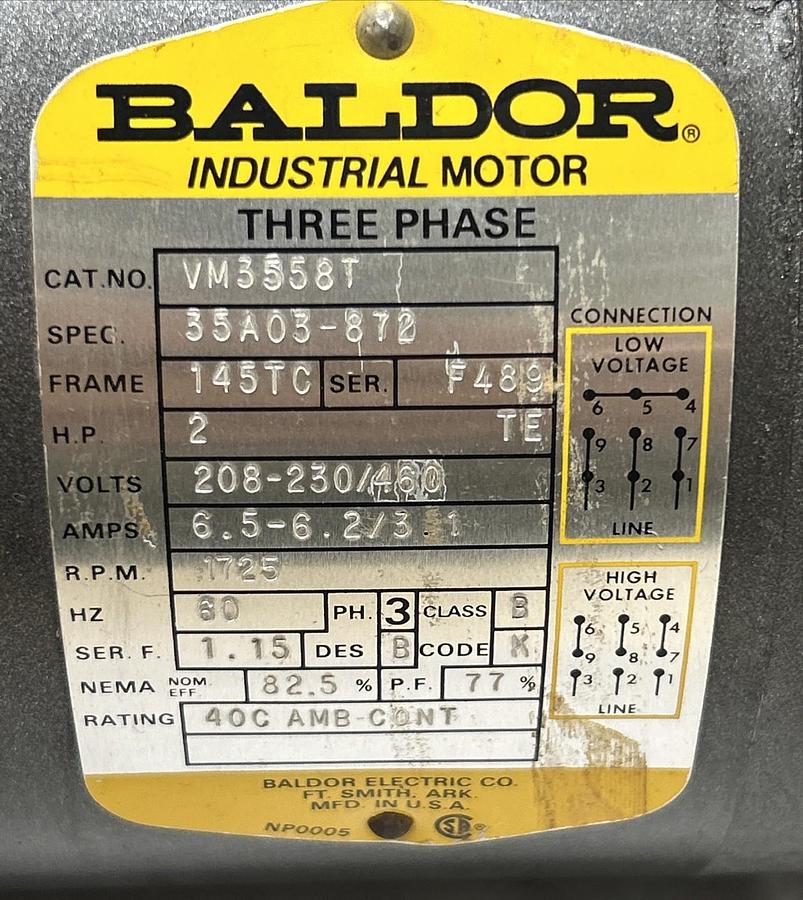 BALDOR®
INDUSTRIAL MOTOR
THREE PHASE
CAT.NO. VM3558T
SPEC. 35A03-872
FRAME 145TC SER. F489
H.P. 2 TE
VOLTS 208-230/460
AMPS 6.5-6.2/3.1
R.P.M. 1725
HZ 60 PH. 3 CLASS B
SER. F. 1.15 DES B CODE K
NEMA NOM. EFF. 82.5 % P.F. 77 %
RATING 40C AMB-CONT
CONNECTION
LOW
VOLTAGE
6 5 4
9 8 7
3 2 1
LINE
HIGH
VOLTAGE
6 5 4
9 8 7
3 2 1
LINE
BALDOR ELECTRIC CO.
FT. SMITH, ARK.
MFD. IN U.S.A.
NP0005 SA®